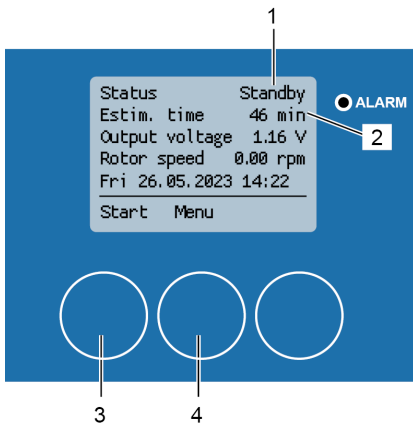 1
Status Standby
ALARM
Estim. time 46 min
2
Output voltage 1.16 V
Rotor speed 0.00 rpm
Fri 26.05.2023 14:22
Start Menu
3 4